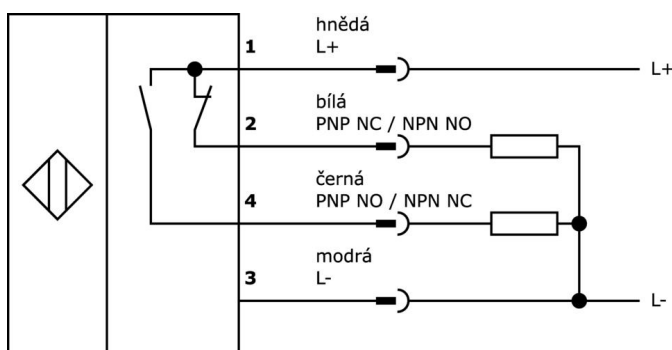 hnědá
1 L+
L+
bílá
2 PNP NC / NPN NO
černá
4 PNP NO / NPN NC
modrá
3 L-
L-